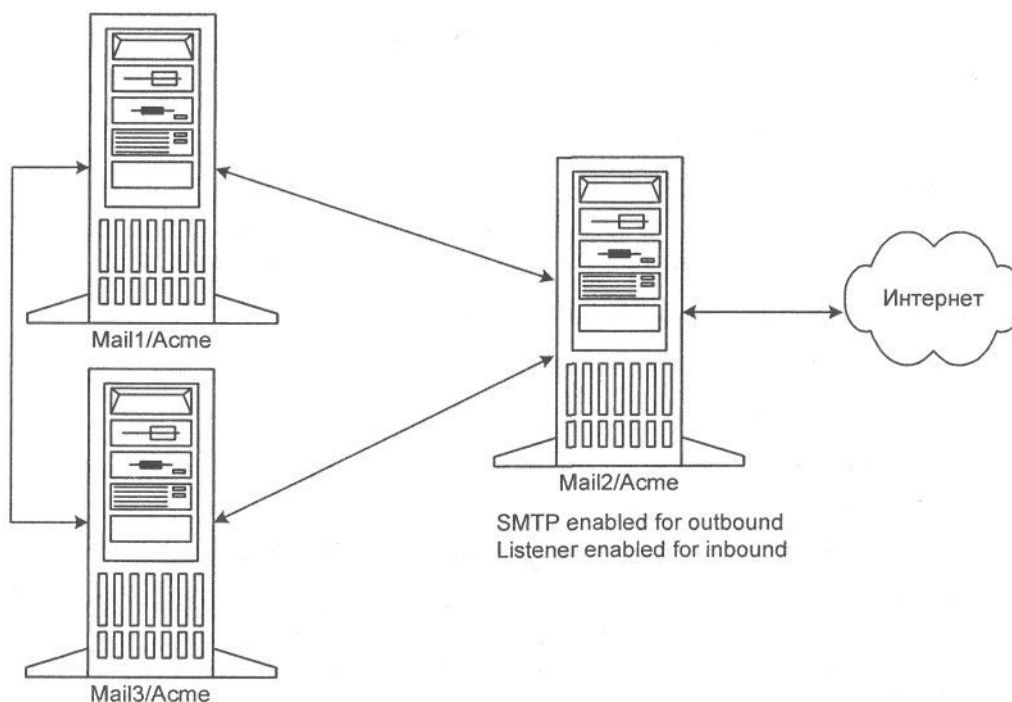 Mail1/Acme
Интернет
Mail2/Acme
SMTP enabled for outbound
Listener enabled for inbound
Mail3/Acme